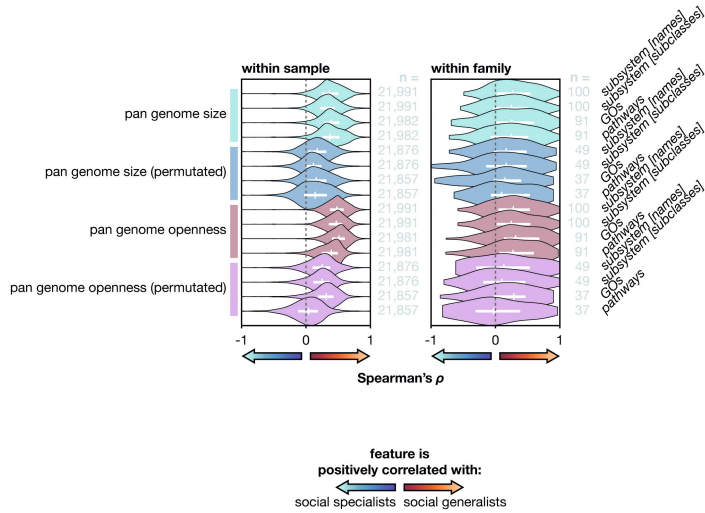 within sample
within family
n =
n =
pan genome size
pan genome size (permutated)
pan genome openness
pan genome openness (permutated)
21,991
21,991
21,982
21,982
21,876
21,876
21,857
21,857
21,991
21,991
21,981
21,981
21,876
21,876
21,857
21,857
100
100
91
91
49
49
37
37
100
100
91
91
49
49
37
37
subsystem [names]
subsystem [subclasses]
GOs
pathways
subsystem [names]
subsystem [subclasses]
GOs
pathways
subsystem [names]
subsystem [subclasses]
GOs
pathways
subsystem [names]
subsystem [subclasses]
GOs
pathways
-1 0 1
-1 0 1
Spearman's ρ
feature is
positively correlated with:
social specialists social generalists